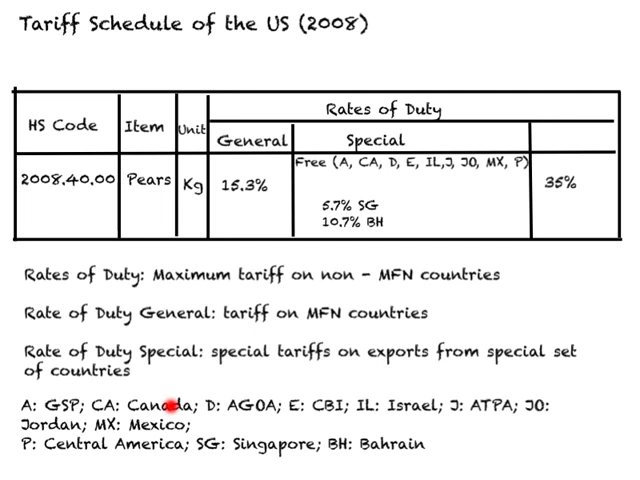 Tariff Schedule of the US (2008)
Rates of Duty
HS Code Item Unit General Special
2008.40.00 Pears Kg 15.3% Free (A, CA, D, E, IL,J, JO, MX, P) 35%
5.7% SG
10.7% BH
Rates of Duty: Maximum tariff on non - MFN countries
Rate of Duty General: tariff on MFN countries
Rate of Duty Special: special tariffs on exports from special set
of countries
A: GSP; CA: Canada; D: AGOA; E: CBI; IL: Israel; J: ATPA; JO:
Jordan; MX: Mexico;
P: Central America; SG: Singapore; BH: Bahrain